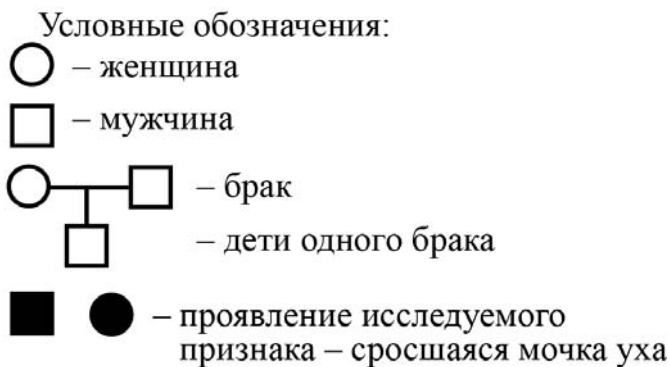 Условные обозначения:
– женщина
– мужчина
– брак
– дети одного брака
– проявление исследуемого
признака – сросшаяся мочка уха